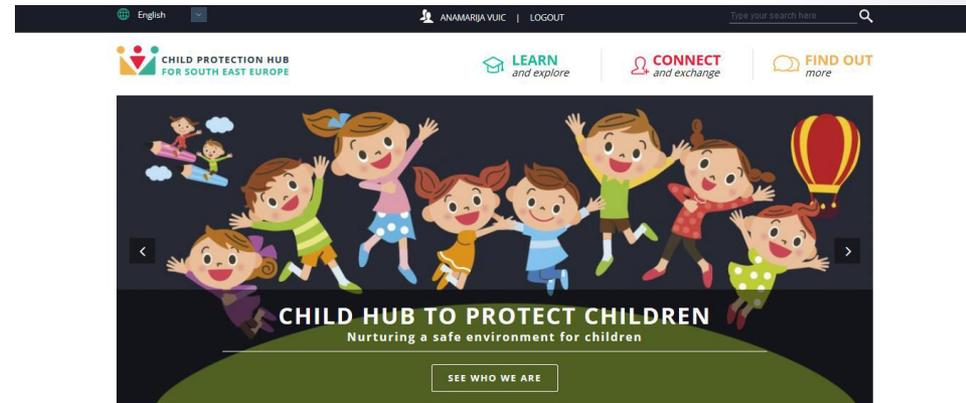 English
ANAMARIJA VUIC | LOGOUT
Type your search here
CHILD PROTECTION HUB
FOR SOUTH EAST EUROPE
LEARN
and explore
CONNECT
and exchange
FIND OUT
more
CHILD HUB TO PROTECT CHILDREN
Nurturing a safe environment for children
SEE WHO WE ARE